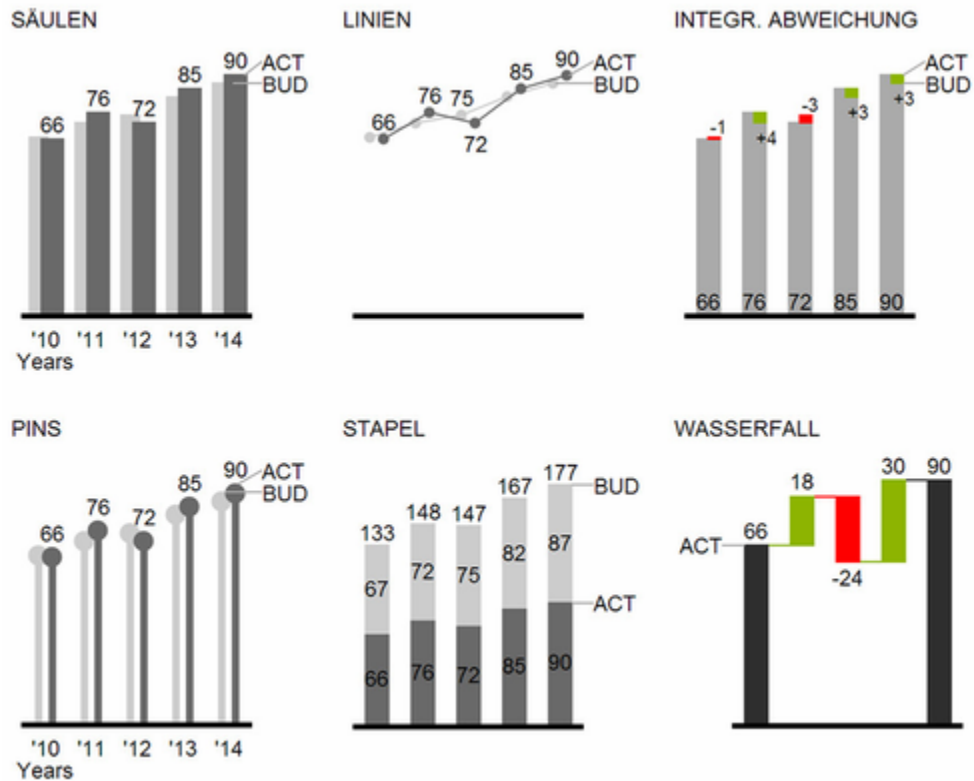 SÄULEN
90 ACT
85 BUD
76
72
66
'10 '11 '12 '13 '14
Years
LINIEN
90 ACT
85 BUD
76 75
66
72
INTEGR. ABWEICHUNG
ACT
BUD
-1 +4 -3 +3 +3
66 76 72 85 90
PINS
90 ACT
85 BUD
76
72
66
'10 '11 '12 '13 '14
Years
STAPEL
133 148 147 167 177 BUD
67 72 75 82 87
ACT
66 76 72 85 90
WASSERFALL
66 18 30 90
ACT
-24